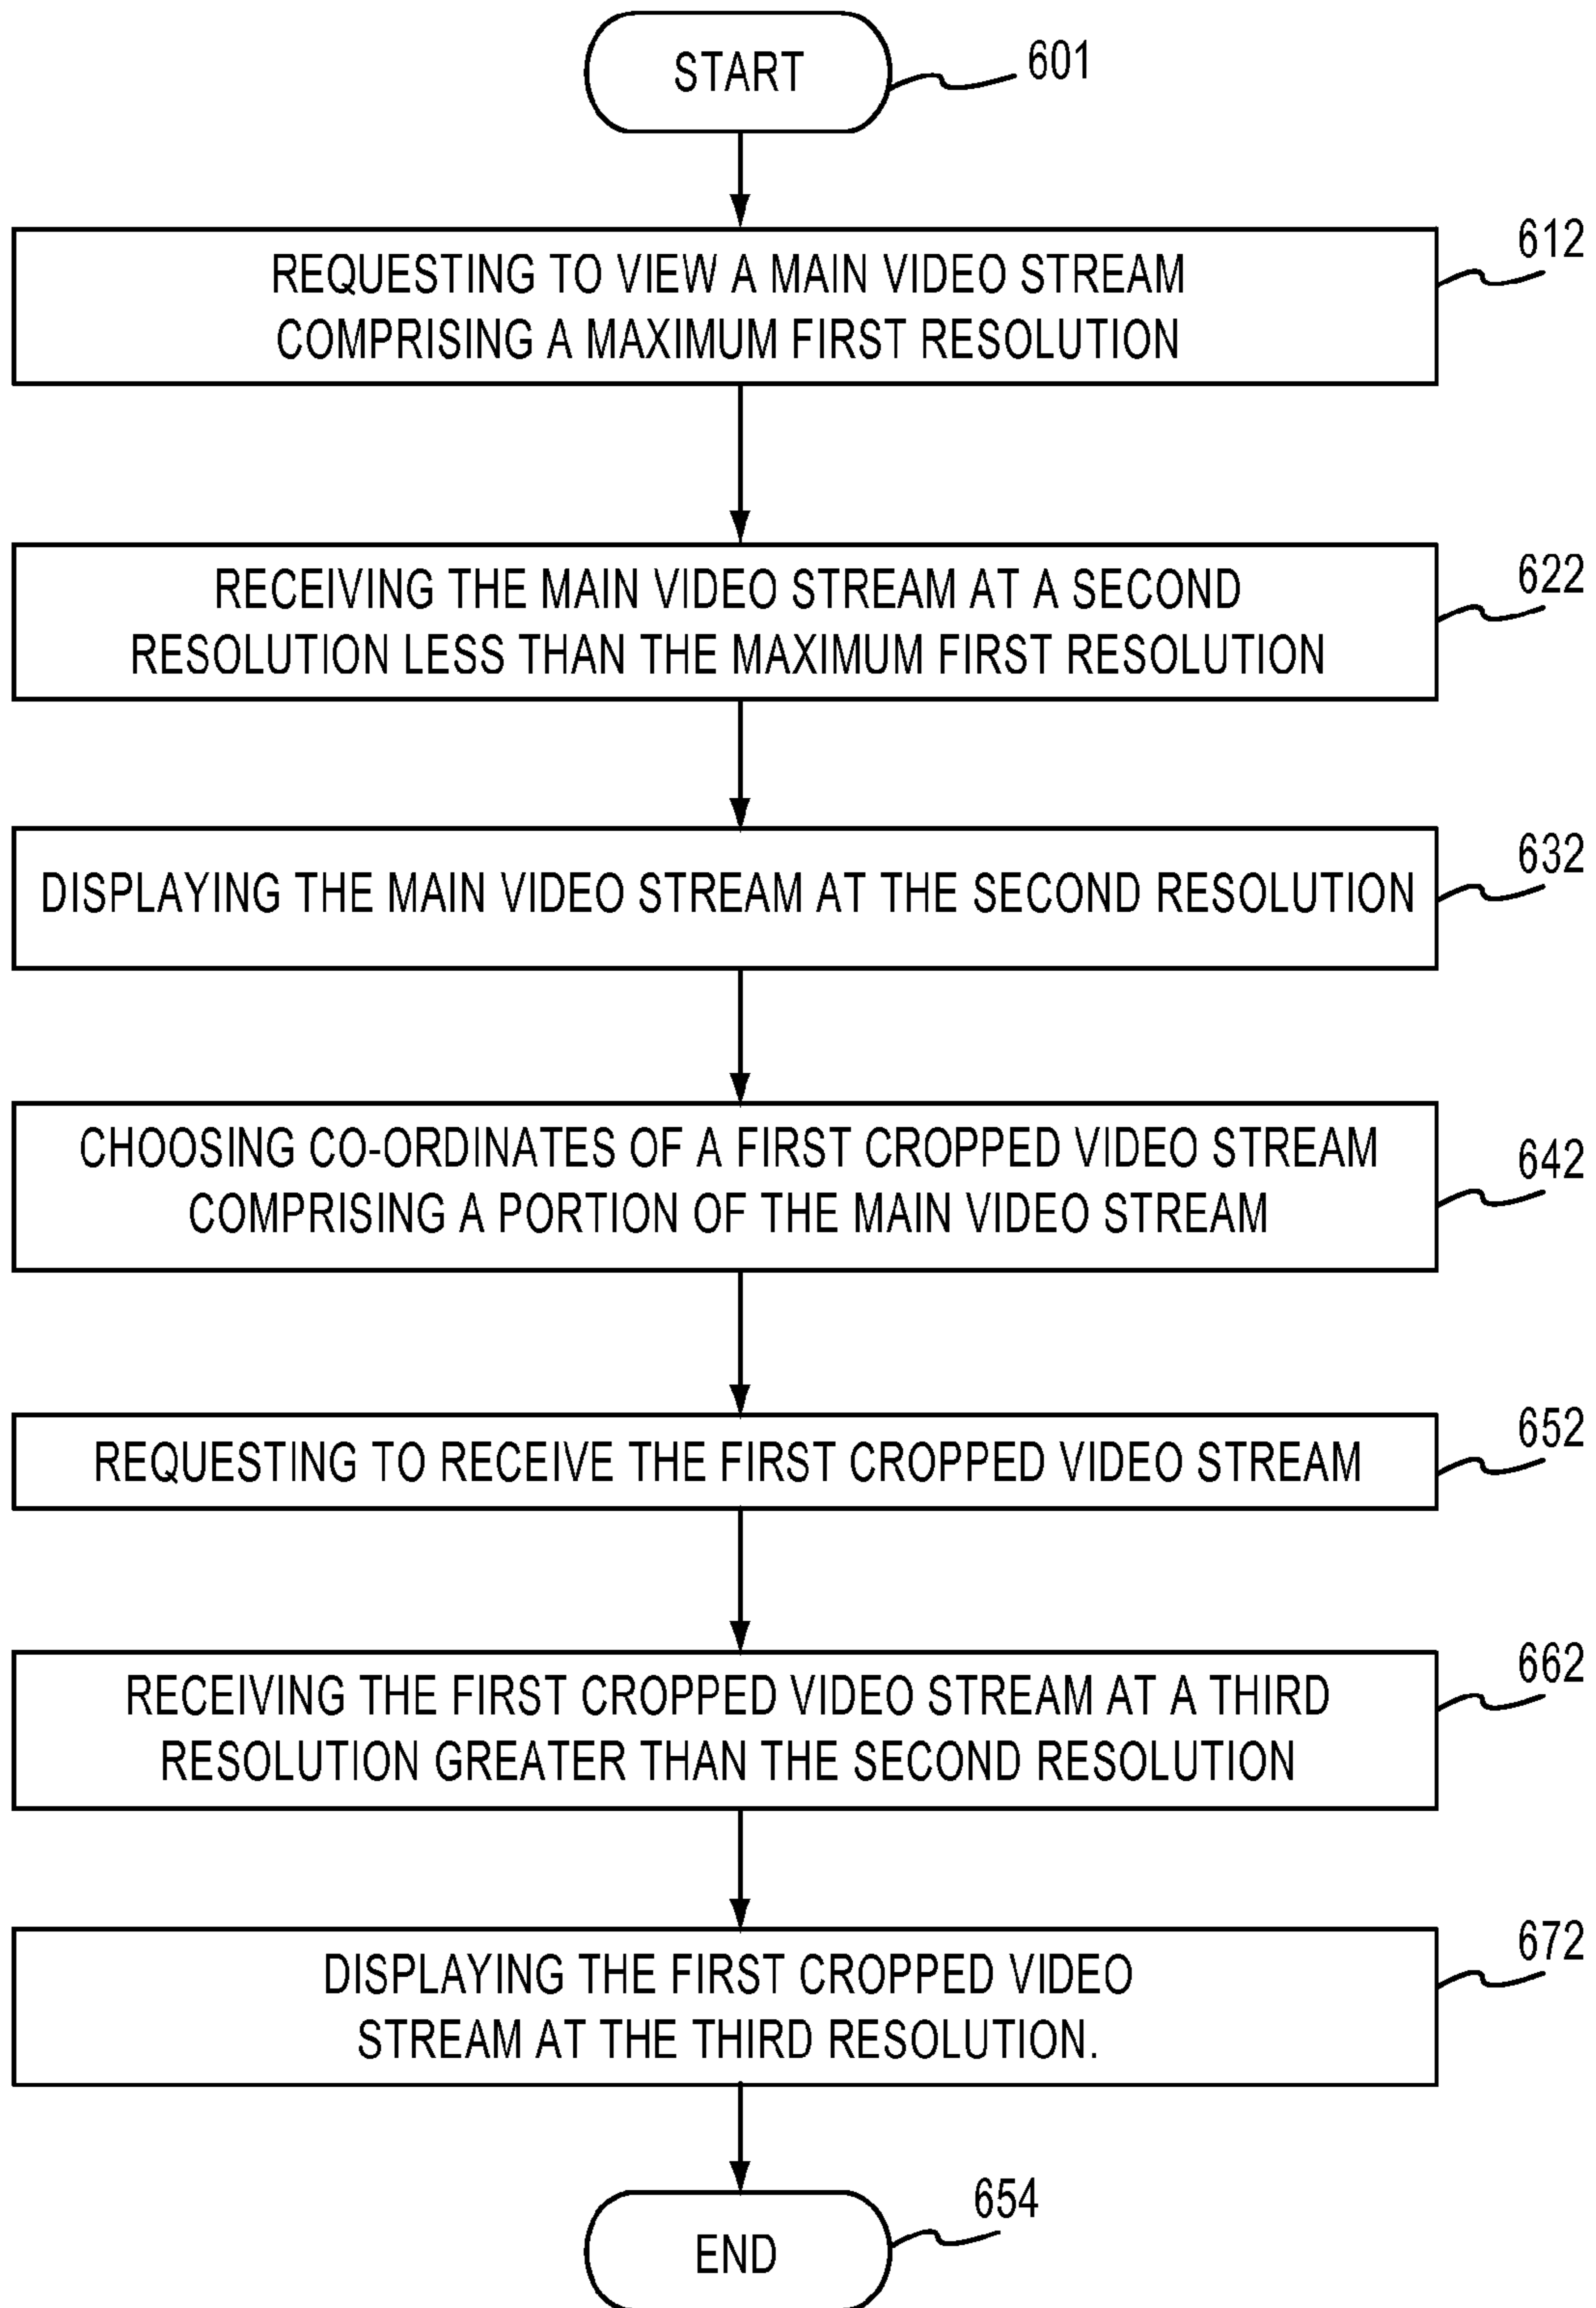 START
601
612
REQUESTING TO VIEW A MAIN VIDEO STREAM
COMPRISING A MAXIMUM FIRST RESOLUTION
622
RECEIVING THE MAIN VIDEO STREAM AT A SECOND
RESOLUTION LESS THAN THE MAXIMUM FIRST RESOLUTION
632
DISPLAYING THE MAIN VIDEO STREAM AT THE SECOND RESOLUTION
642
CHOOSING CO-ORDINATES OF A FIRST CROPPED VIDEO STREAM
COMPRISING A PORTION OF THE MAIN VIDEO STREAM
652
REQUESTING TO RECEIVE THE FIRST CROPPED VIDEO STREAM
662
RECEIVING THE FIRST CROPPED VIDEO STREAM AT A THIRD
RESOLUTION GREATER THAN THE SECOND RESOLUTION
672
DISPLAYING THE FIRST CROPPED VIDEO
STREAM AT THE THIRD RESOLUTION.
654
END